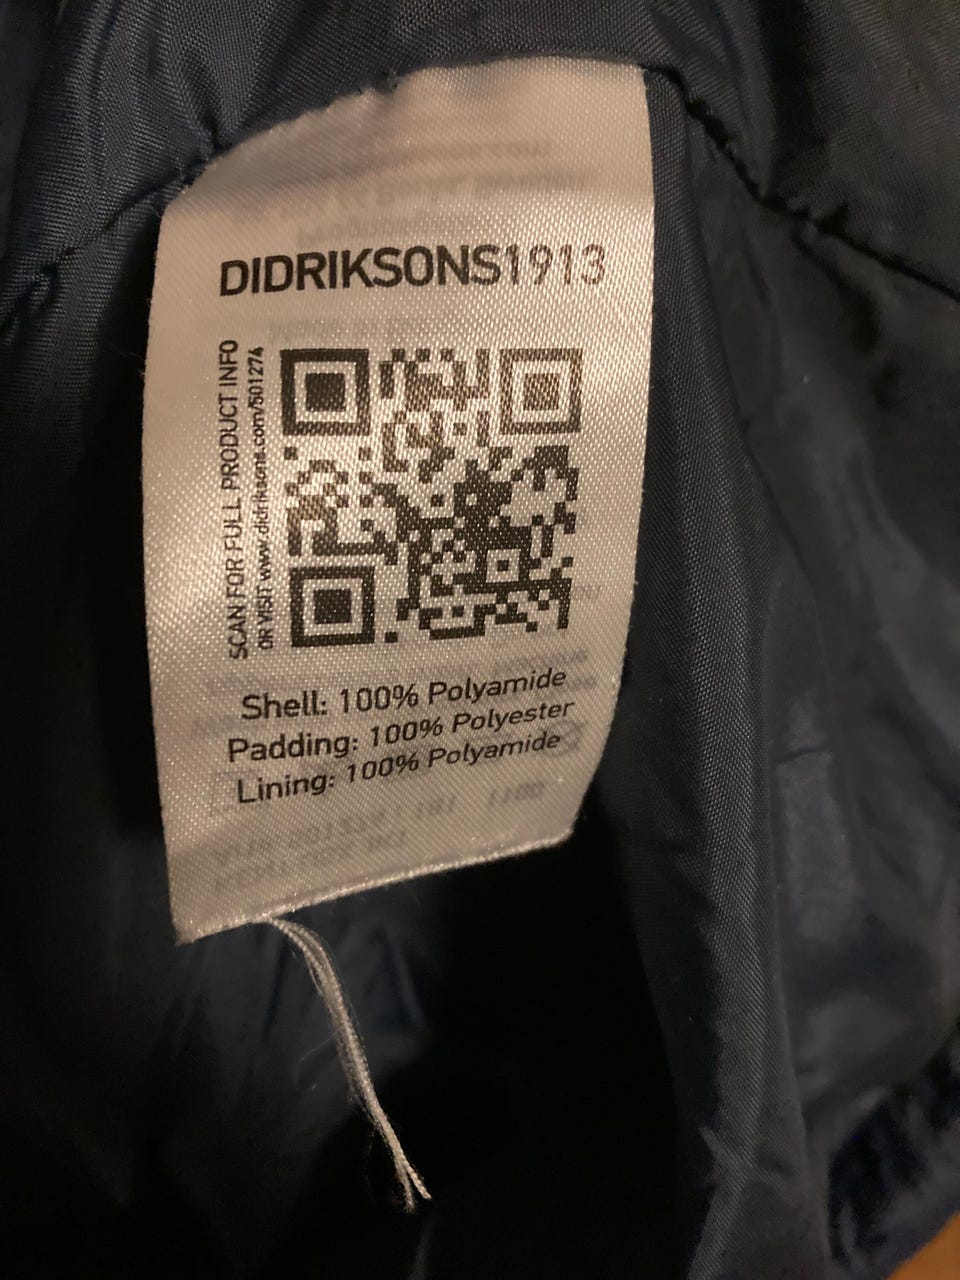 DIDRIKSONS1913
SCAN FOR FULL PRODUCT INFO
OR VISIT www.didriksons.com/501274
Shell: 100% Polyamide
Padding: 100% Polyester
Lining: 100% Polyamide